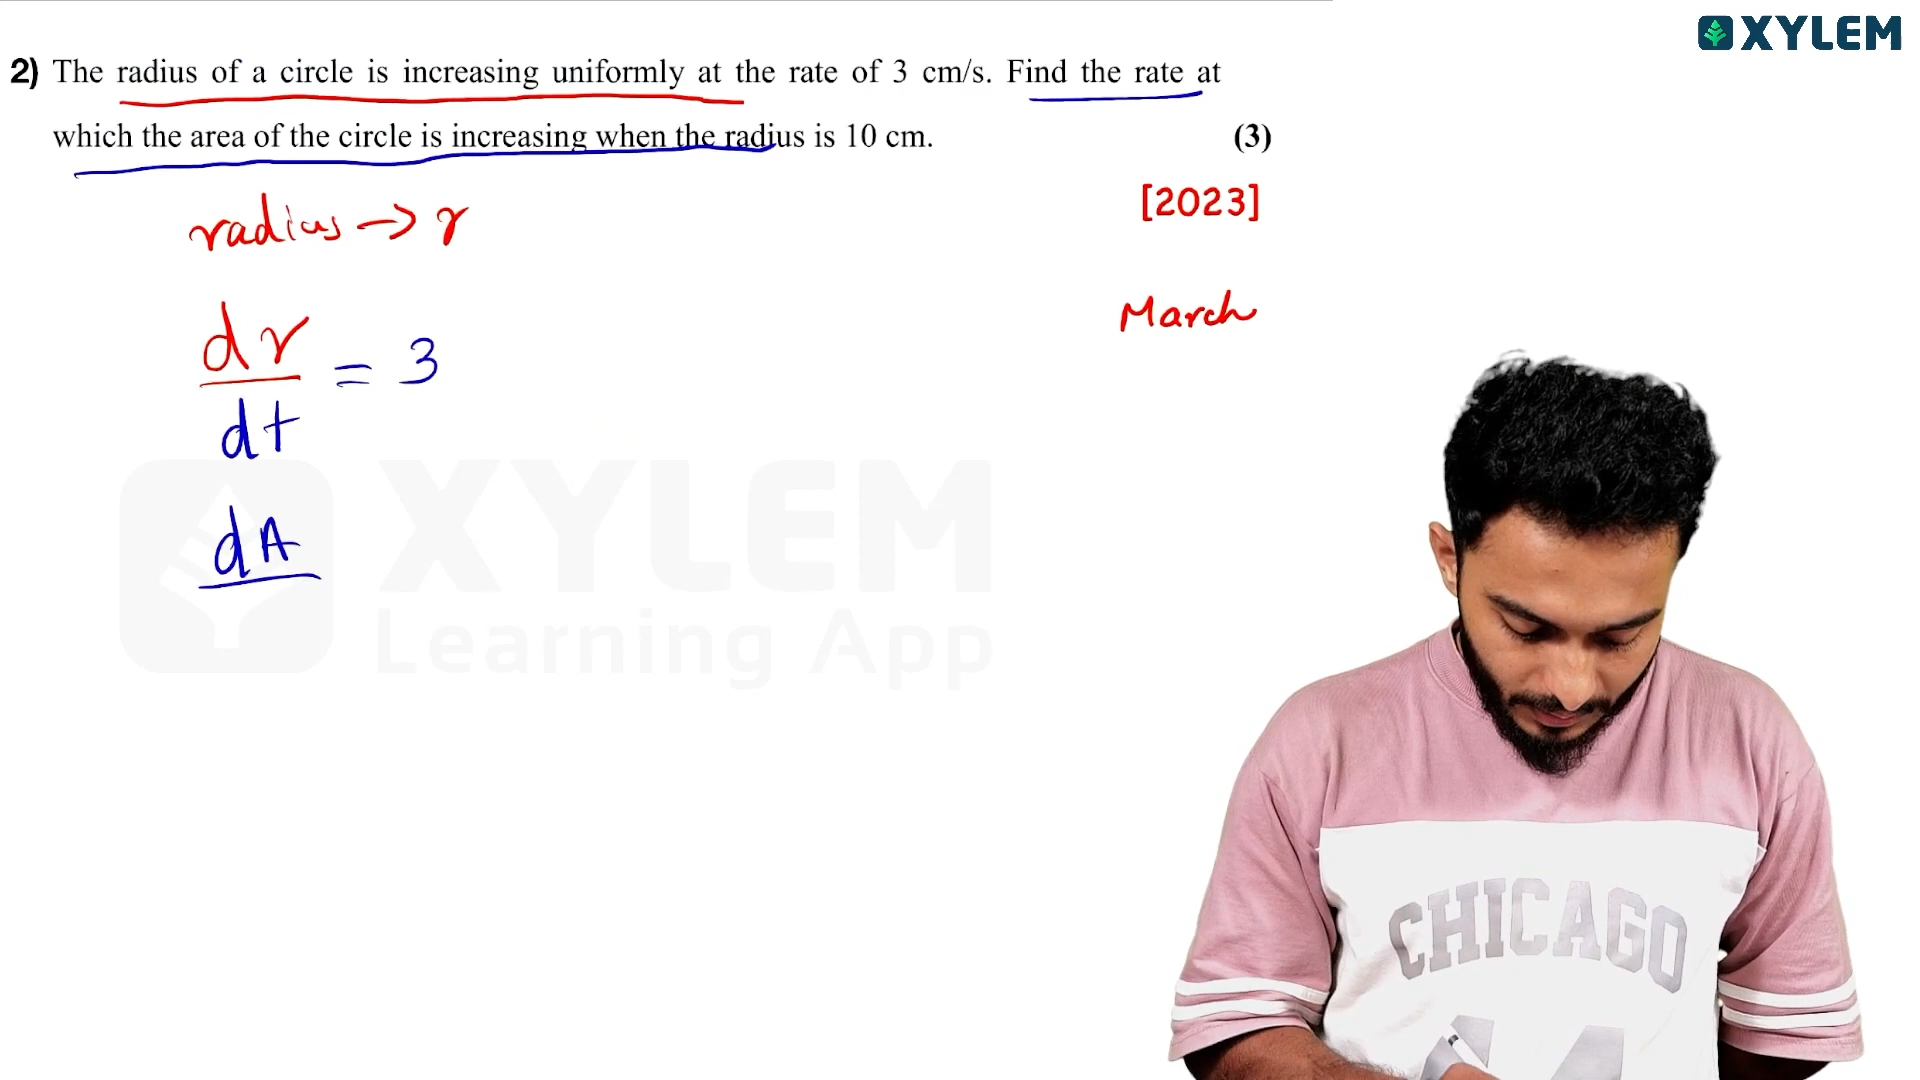 XYLEM
2) The radius of a circle is increasing uniformly at the rate of 3 cm/s. Find the rate at
which the area of the circle is increasing when the radius is 10 cm. (3)
[2023]
radius → r
March
dr/dt = 3
dA
XYLEM
Learning App
CHICAGO
44